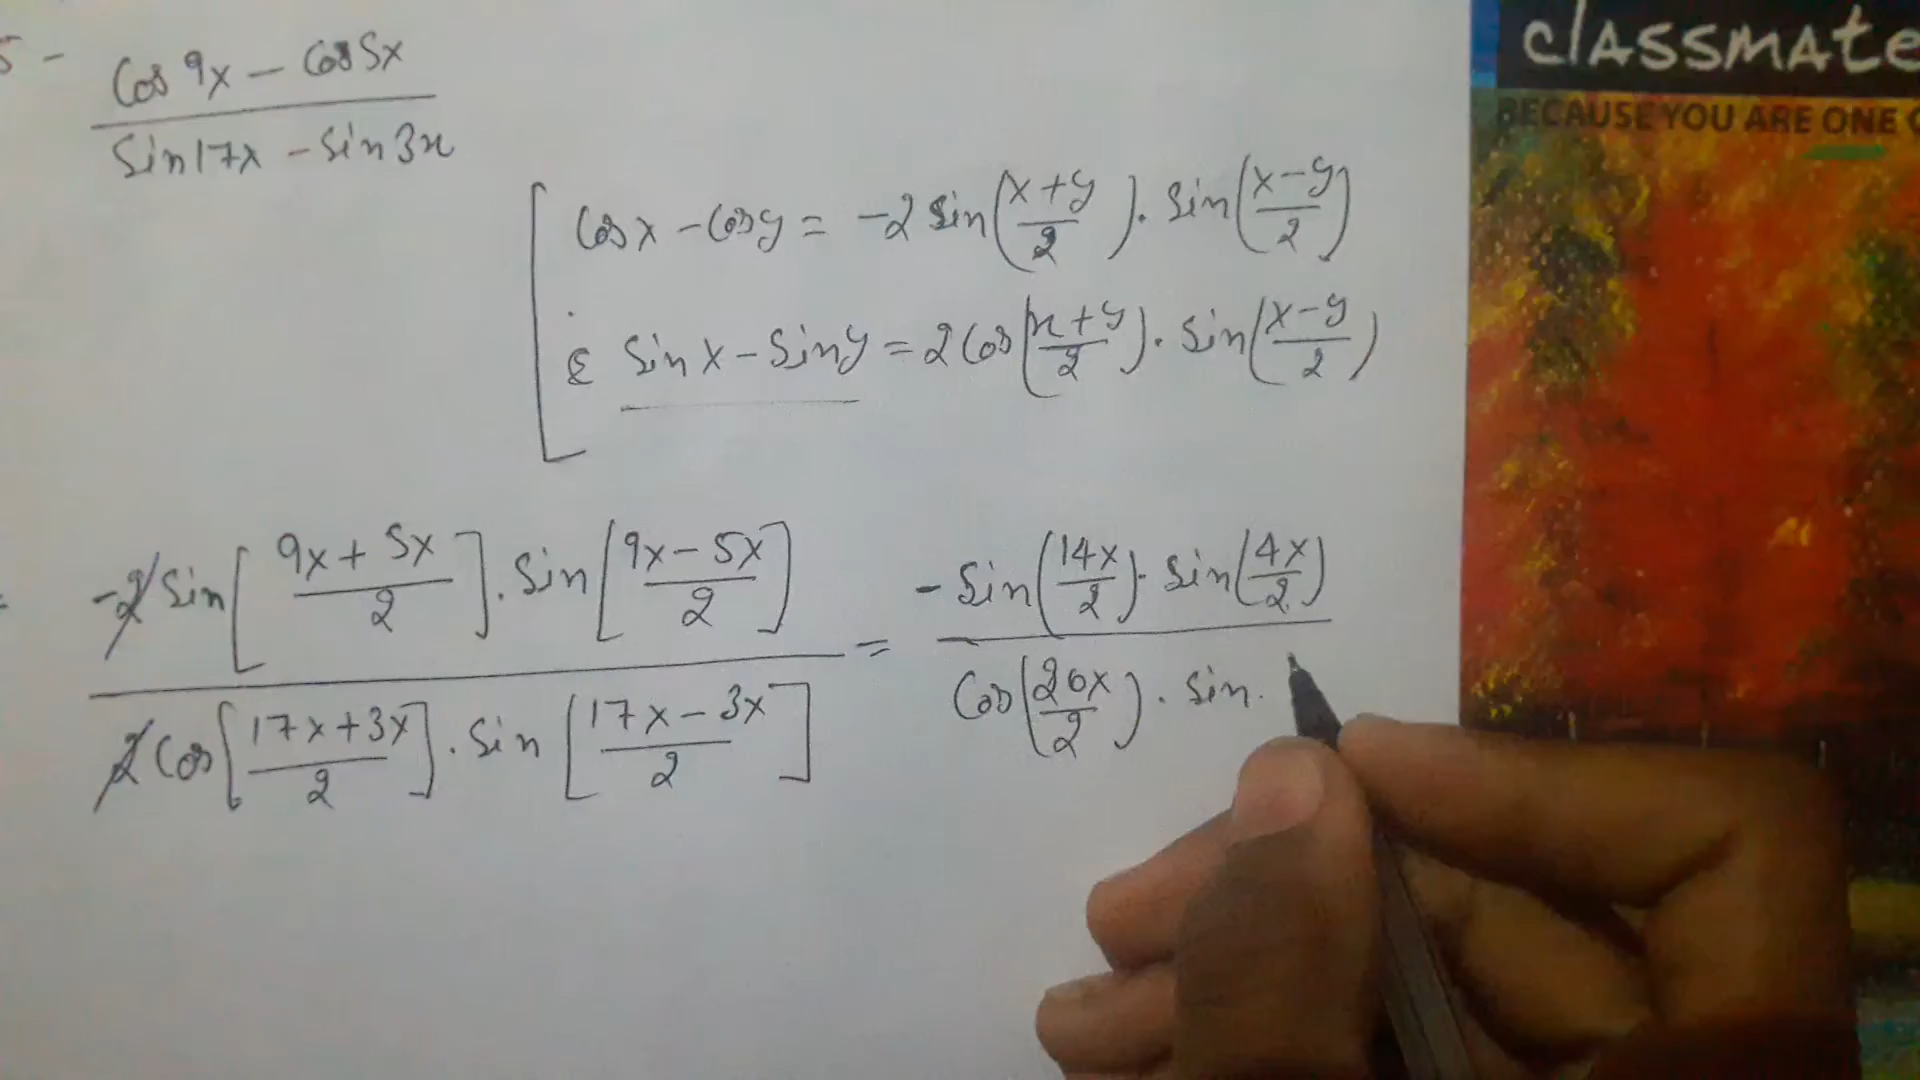 5 - (Cos 9x - Cos 5x) / (Sin 17x - Sin 3x)
Cos x - Cos y = -2 Sin((x+y)/2) . Sin((x-y)/2)
& Sin x - Sin y = 2 Cos((x+y)/2) . Sin((x-y)/2)
= (-2 Sin[(9x+5x)/2] . Sin[(9x-5x)/2]) / (2 Cos[(17x+3x)/2] . Sin[(17x-3x)/2]) = (-Sin(14x/2) . Sin(4x/2)) / (Cos(20x/2) . Sin
classmate
BECAUSE YOU ARE ONE